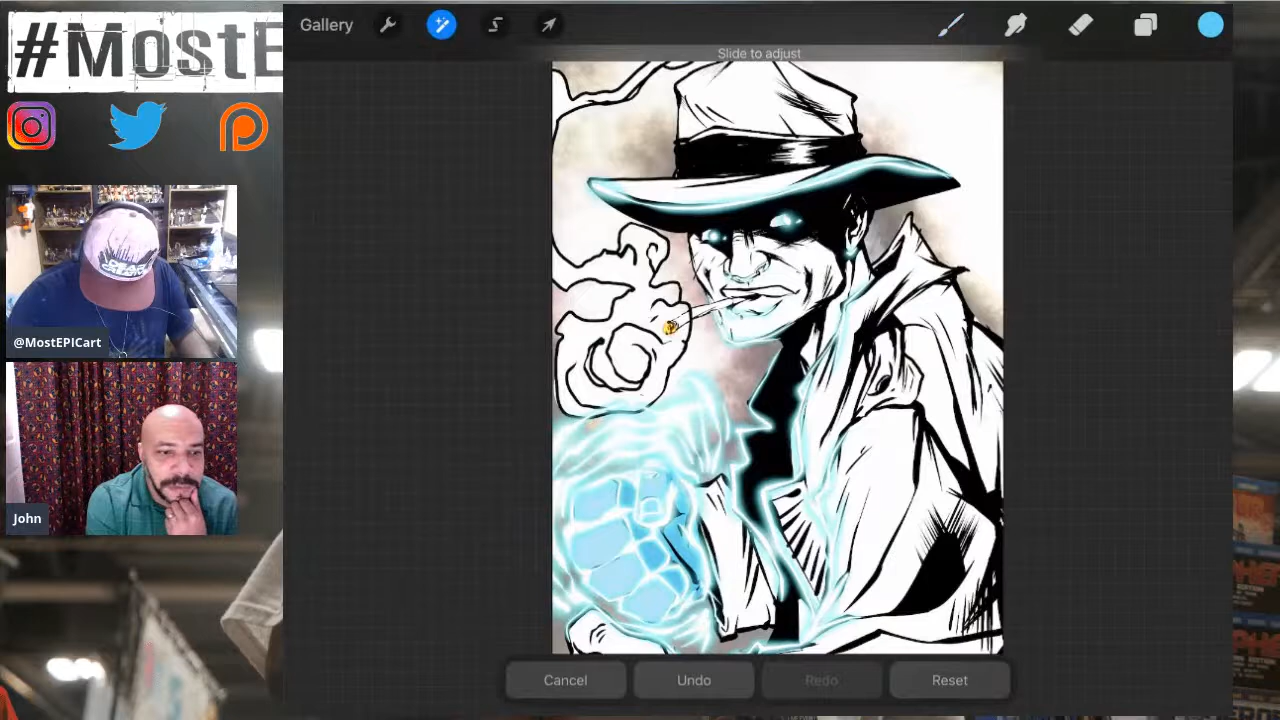 #MostE
Gallery
Slide to adjust
@MostEPICart
John
Cancel
Undo
Redo
Reset